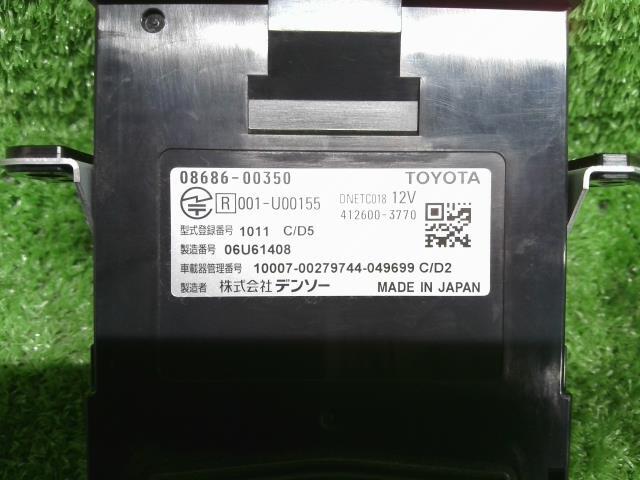 08686-00350 TOYOTA
R 001-U00155 DNETC018 12V
412600-3770
型式登録番号 1011 C/D5
製造番号 06U61408
車載器管理番号 10007-00279744-049699 C/D2
製造者 株式会社 デンソー MADE IN JAPAN